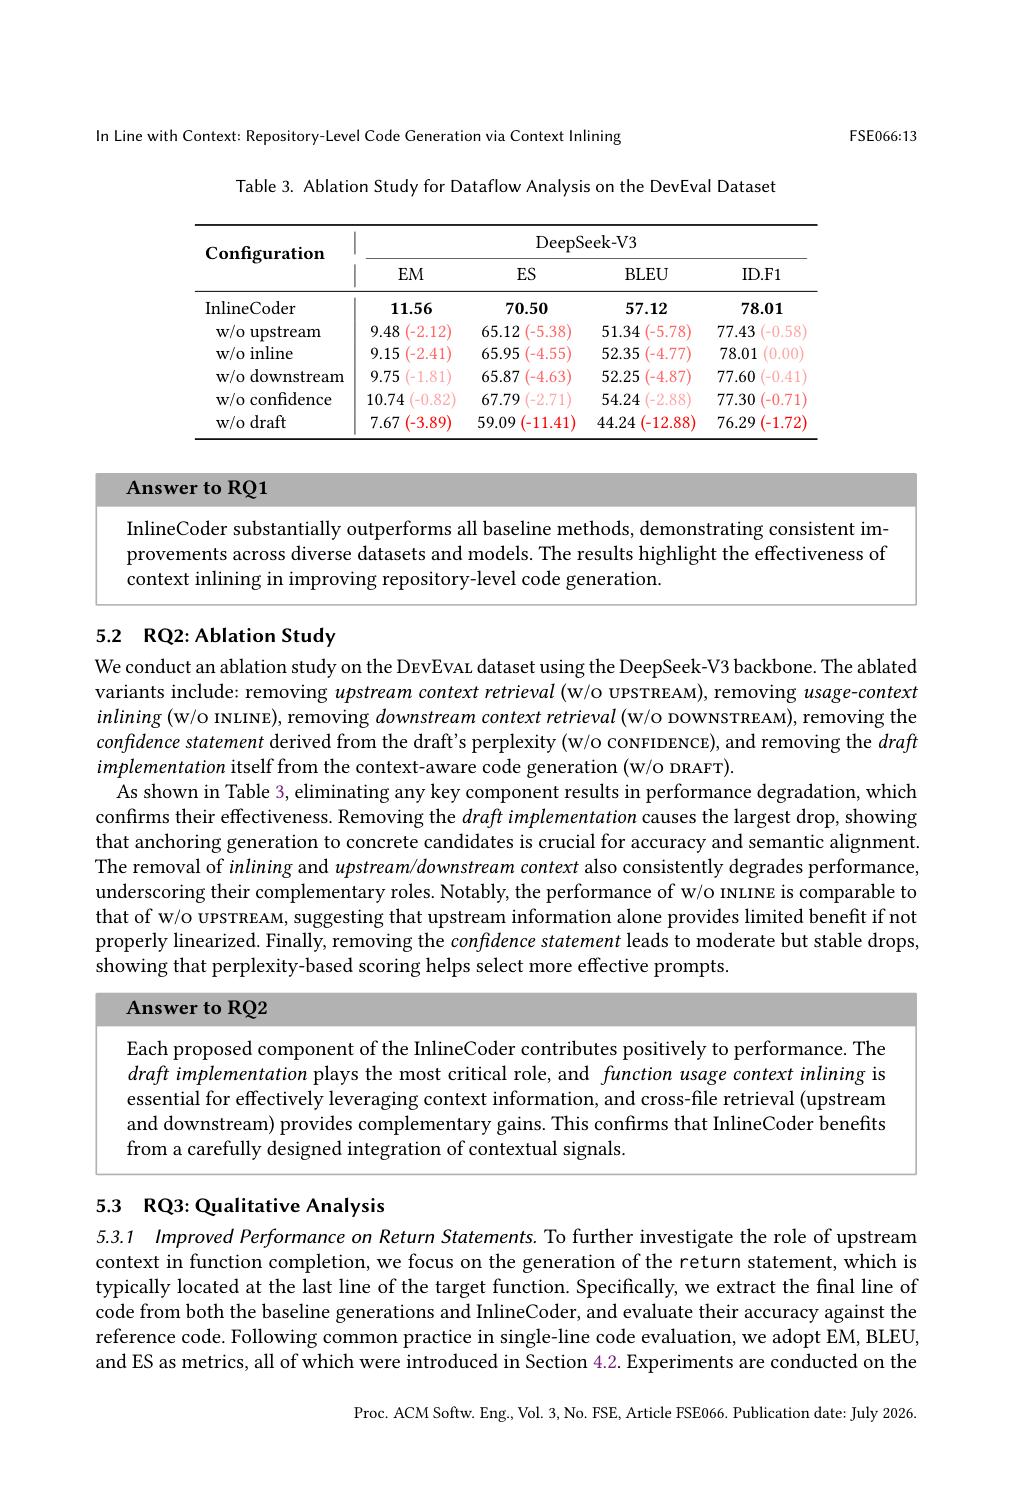 In Line with Context: Repository-Level Code Generation via Context Inlining FSE066:13
Table 3. Ablation Study for Dataflow Analysis on the DevEval Dataset
Configuration DeepSeek-V3
EM ES BLEU ID.F1
InlineCoder 11.56 70.50 57.12 78.01
w/o upstream 9.48 (-2.12) 65.12 (-5.38) 51.34 (-5.78) 77.43 (-0.58)
w/o inline 9.15 (-2.41) 65.95 (-4.55) 52.35 (-4.77) 78.01 (0.00)
w/o downstream 9.75 (-1.81) 65.87 (-4.63) 52.25 (-4.87) 77.60 (-0.41)
w/o confidence 10.74 (-0.82) 67.79 (-2.71) 54.24 (-2.88) 77.30 (-0.71)
w/o draft 7.67 (-3.89) 59.09 (-11.41) 44.24 (-12.88) 76.29 (-1.72)
Answer to RQ1
InlineCoder substantially outperforms all baseline methods, demonstrating consistent im-
provements across diverse datasets and models. The results highlight the effectiveness of
context inlining in improving repository-level code generation.
5.2 RQ2: Ablation Study
We conduct an ablation study on the DevEval dataset using the DeepSeek-V3 backbone. The ablated
variants include: removing upstream context retrieval (w/o upstream), removing usage-context
inlining (w/o inline), removing downstream context retrieval (w/o downstream), removing the
confidence statement derived from the draft's perplexity (w/o confidence), and removing the draft
implementation itself from the context-aware code generation (w/o draft).
As shown in Table 3, eliminating any key component results in performance degradation, which
confirms their effectiveness. Removing the draft implementation causes the largest drop, showing
that anchoring generation to concrete candidates is crucial for accuracy and semantic alignment.
The removal of inlining and upstream/downstream context also consistently degrades performance,
underscoring their complementary roles. Notably, the performance of w/o inline is comparable to
that of w/o upstream, suggesting that upstream information alone provides limited benefit if not
properly linearized. Finally, removing the confidence statement leads to moderate but stable drops,
showing that perplexity-based scoring helps select more effective prompts.
Answer to RQ2
Each proposed component of the InlineCoder contributes positively to performance. The
draft implementation plays the most critical role, and function usage context inlining is
essential for effectively leveraging context information, and cross-file retrieval (upstream
and downstream) provides complementary gains. This confirms that InlineCoder benefits
from a carefully designed integration of contextual signals.
5.3 RQ3: Qualitative Analysis
5.3.1 Improved Performance on Return Statements. To further investigate the role of upstream
context in function completion, we focus on the generation of the return statement, which is
typically located at the last line of the target function. Specifically, we extract the final line of
code from both the baseline generations and InlineCoder, and evaluate their accuracy against the
reference code. Following common practice in single-line code evaluation, we adopt EM, BLEU,
and ES as metrics, all of which were introduced in Section 4.2. Experiments are conducted on the
Proc. ACM Softw. Eng., Vol. 3, No. FSE, Article FSE066. Publication date: July 2026.